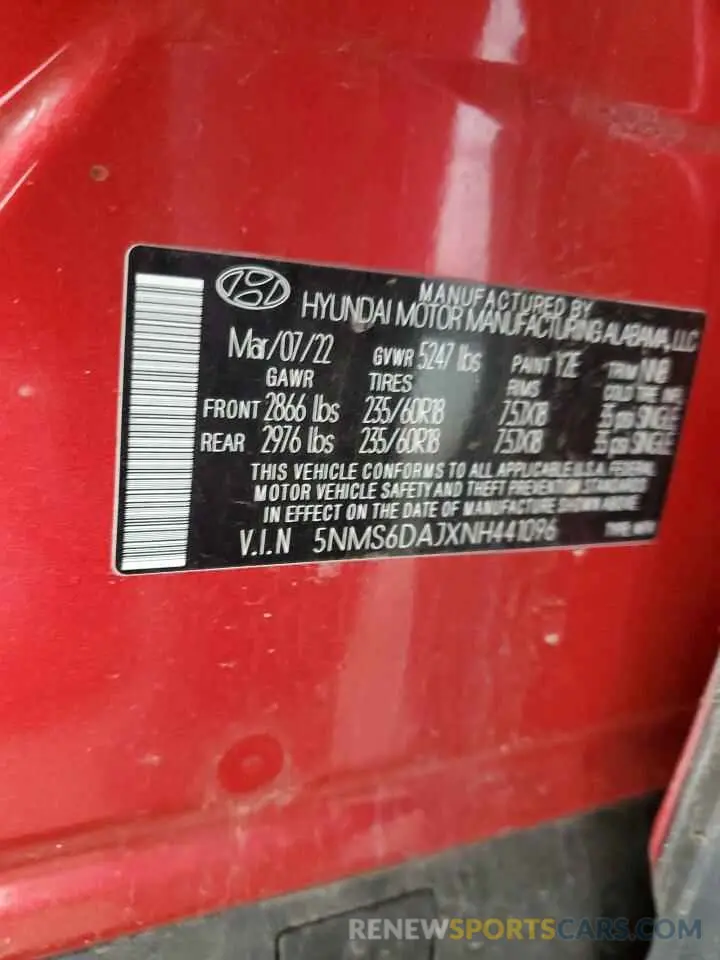 MANUFACTURED BY
HYUNDAI MOTOR MANUFACTURING ALABAMA, LLC
Mar/07/22 GVWR 5247 lbs PAINT YZE TRIM NNB
GAWR TIRES RIMS COLD TIRE INFL
FRONT 2866 lbs 235/60R18 7.5JX18 35 psi SINGLE
REAR 2976 lbs 235/60R18 7.5JX18 35 psi SINGLE
THIS VEHICLE CONFORMS TO ALL APPLICABLE U.S.A. FEDERAL
MOTOR VEHICLE SAFETY AND THEFT PREVENTION STANDARDS
IN EFFECT ON THE DATE OF MANUFACTURE SHOWN ABOVE
V.I.N 5NMS6DAJXNH441096 TYPE: MPV
RENEWSPORTSCARS.COM